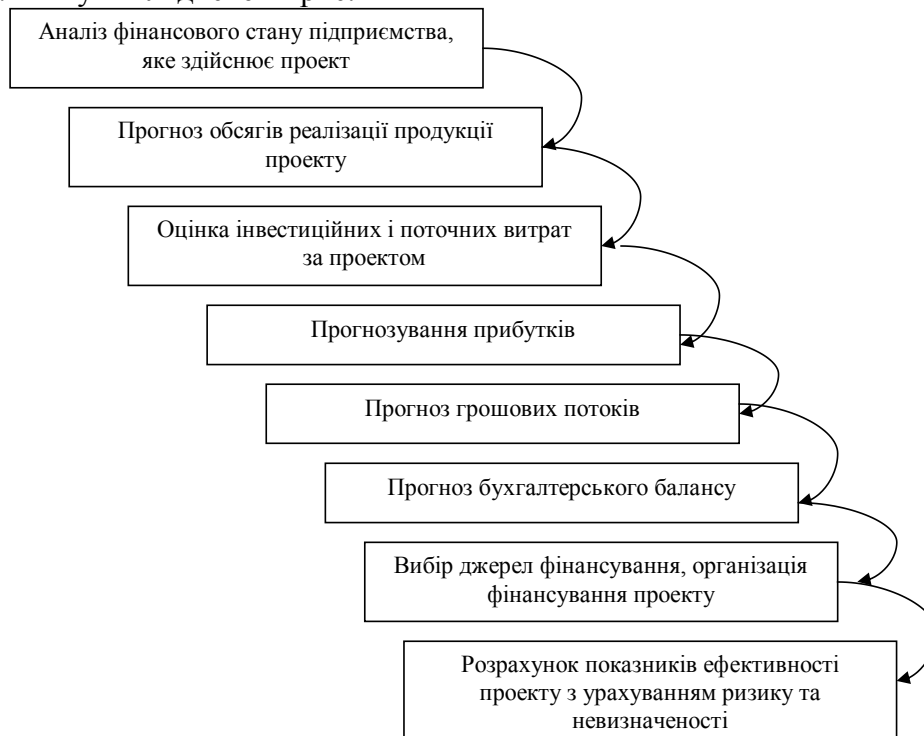 Аналіз фінансового стану підприємства,
яке здійснює проект
Прогноз обсягів реалізації продукції
проекту
Оцінка інвестиційних і поточних витрат
за проектом
Прогнозування прибутків
Прогноз грошових потоків
Прогноз бухгалтерського балансу
Вибір джерел фінансування, організація
фінансування проекту
Розрахунок показників ефективності
проекту з урахуванням ризику та
невизначеності